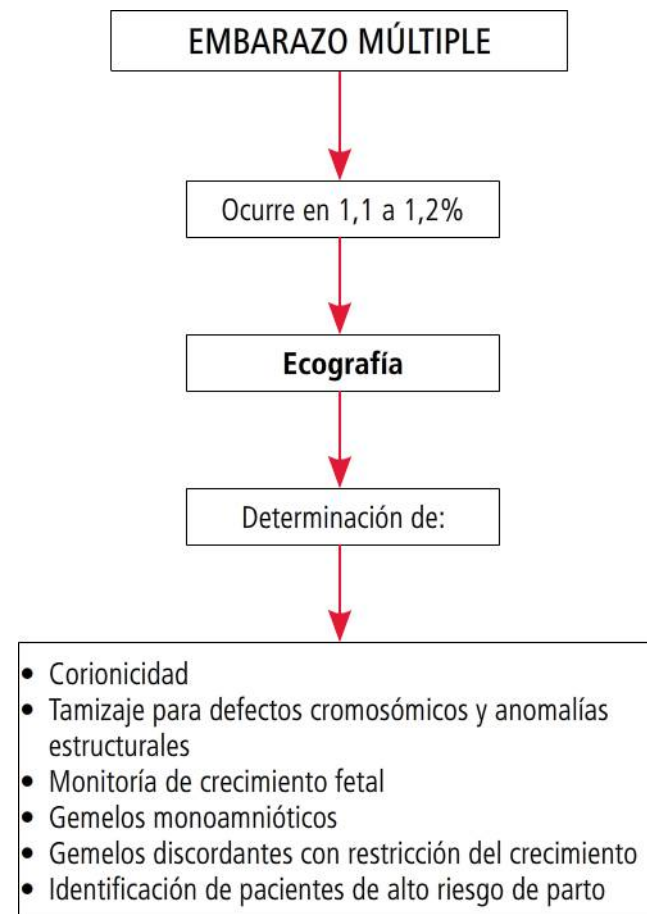 EMBARAZO MÚLTIPLE
Ocurre en 1,1 a 1,2%
Ecografía
Determinación de:
• Corionicidad
• Tamizaje para defectos cromosómicos y anomalías
estructurales
• Monitoría de crecimiento fetal
• Gemelos monoamnióticos
• Gemelos discordantes con restricción del crecimiento
• Identificación de pacientes de alto riesgo de parto